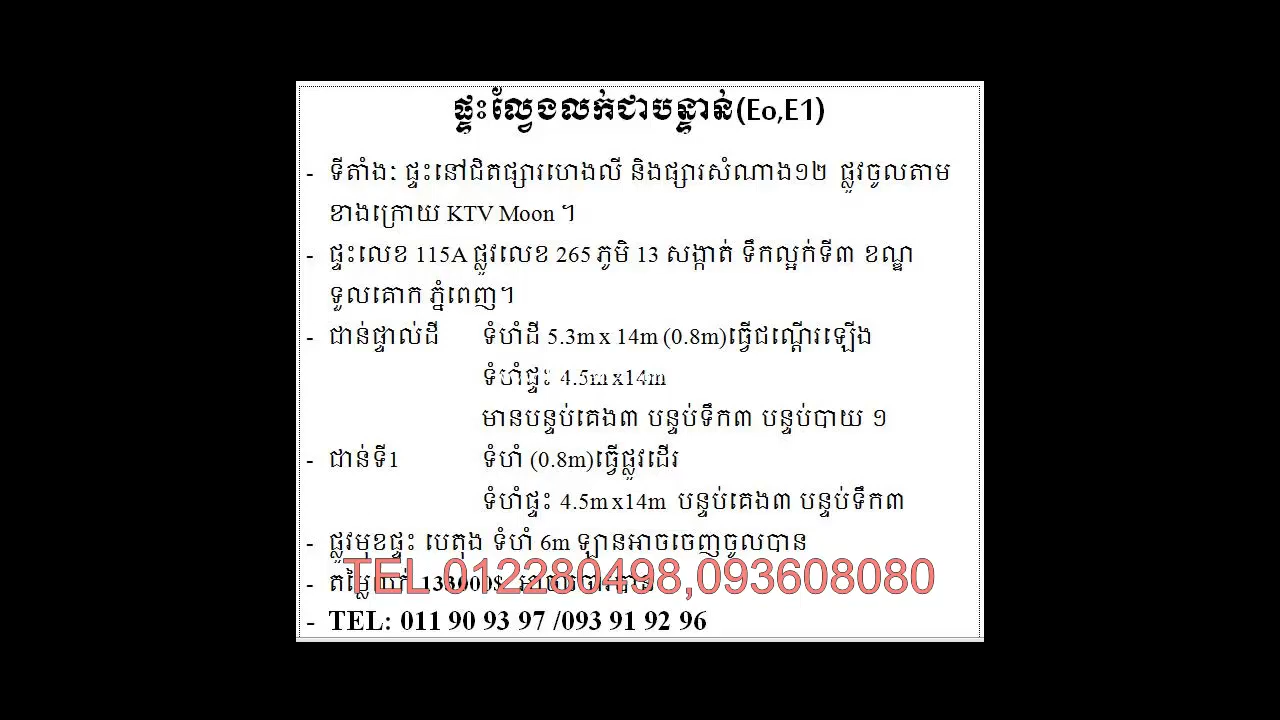 ផ្ទះល្វែងលក់ជាបន្ទាន់(Eo,E1)
- ទីតាំង: ផ្ទះនៅជិតផ្សារហេងលី និងផ្សារសំណាង១២ ផ្លូវចូលតាម
ខាងក្រោយ KTV Moon ។
- ផ្ទះលេខ 115A ផ្លូវលេខ 265 ភូមិ 13 សង្កាត់ ទឹកល្អក់ទី៣ ខណ្ឌ
ទួលគោក ភ្នំពេញ។
- ជាន់ផ្ទាល់ដី ទំហំដី 5.3m x 14m (0.8m)ធ្វើជណ្តើរឡើង
ទំហំផ្ទះ 4.5m x14m
មានបន្ទប់គេង៣ បន្ទប់ទឹក៣ បន្ទប់បាយ ១
- ជាន់ទី1 ទំហំ (0.8m)ធ្វើផ្លូវដើរ
ទំហំផ្ទះ 4.5m x14m បន្ទប់គេង៣ បន្ទប់ទឹក៣
- ផ្លូវមុខផ្ទះ បេតុង ទំហំ 6m ឡានអាចចេញចូលបាន
- តម្លៃលក់
TEL 012280498,093608080
- TEL: 011 90 93 97 /093 91 92 96